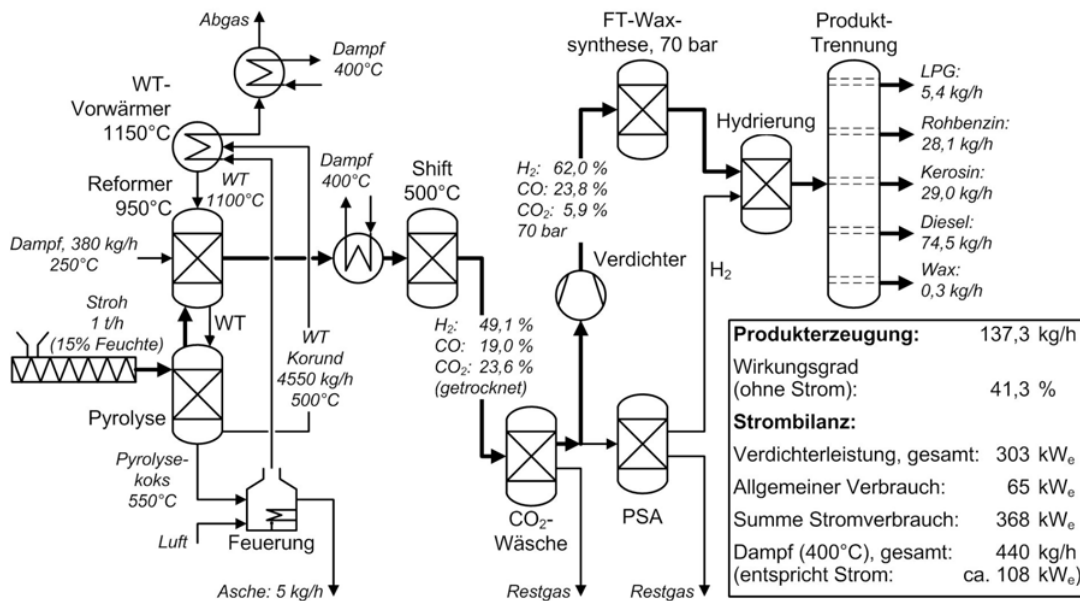 Abgas
Dampf
400°C
WT-
Vorwärmer
1150°C
Reformer
950°C
WT
1100°C
Dampf, 380 kg/h
250°C
Stroh
1 t/h
(15% Feuchte)
WT
Pyrolyse
WT
Korund
4550 kg/h
500°C
Pyrolyse-
koks
550°C
Luft
Feuerung
Asche: 5 kg/h
Dampf
400°C
Shift
500°C
H₂: 49,1 %
CO: 19,0 %
CO₂: 23,6 %
(getrocknet)
CO₂-
Wäsche
Restgas
PSA
Restgas
Verdichter
H₂: 62,0 %
CO: 23,8 %
CO₂: 5,9 %
70 bar
FT-Wax-
synthese, 70 bar
H₂
Hydrierung
Produkt-
Trennung
LPG:
5,4 kg/h
Rohbenzin:
28,1 kg/h
Kerosin:
29,0 kg/h
Diesel:
74,5 kg/h
Wax:
0,3 kg/h
Produkterzeugung: 137,3 kg/h
Wirkungsgrad
(ohne Strom): 41,3 %
Strombilanz:
Verdichterleistung, gesamt: 303 kWₑ
Allgemeiner Verbrauch: 65 kWₑ
Summe Stromverbrauch: 368 kWₑ
Dampf (400°C), gesamt: 440 kg/h
(entspricht Strom: ca. 108 kWₑ)